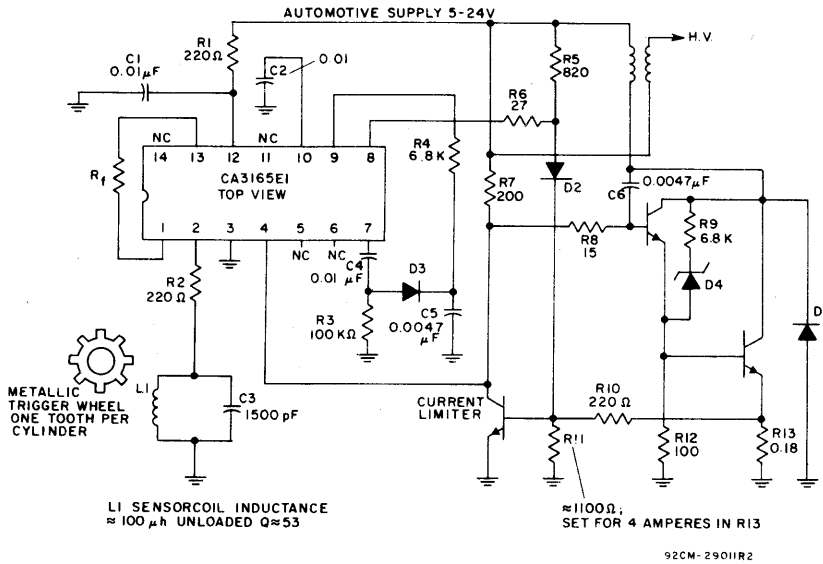 AUTOMOTIVE SUPPLY 5-24V
H.V.
R1
220Ω
C1
0.01µF
C2
0.01
R5
820
R6
27
R4
6.8K
NC
NC
14 13 12 11 10 9 8
CA3165E1
TOP VIEW
Rf
1 2 3 4 5 6 7
NC NC
D2
R7
200
C6
0.0047µF
R8
15
R9
6.8K
D4
D
R2
220Ω
C4
0.01 µF
D3
R3
100KΩ
C5
0.0047
µF
METALLIC
TRIGGER WHEEL
ONE TOOTH PER
CYLINDER
L1
C3
1500pF
CURRENT
LIMITER
R10
220Ω
R11
R12
100
R13
0.18
L1 SENSORCOIL INDUCTANCE
≈ 100µh UNLOADED Q≈53
≈1100Ω;
SET FOR 4 AMPERES IN R13
92CM-29011R2